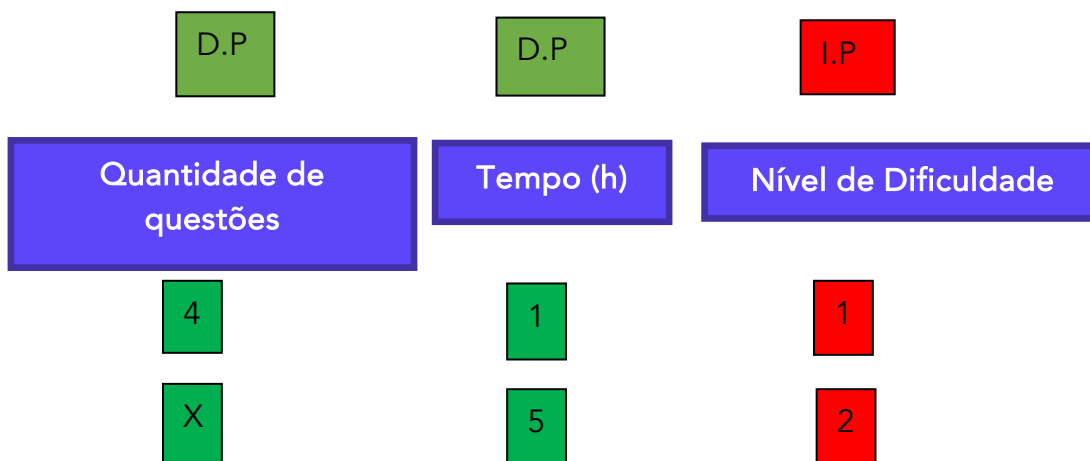 D.P D.P I.P
Quantidade de
questões
Tempo (h)
Nível de Dificuldade
4 1 1
X 5 2